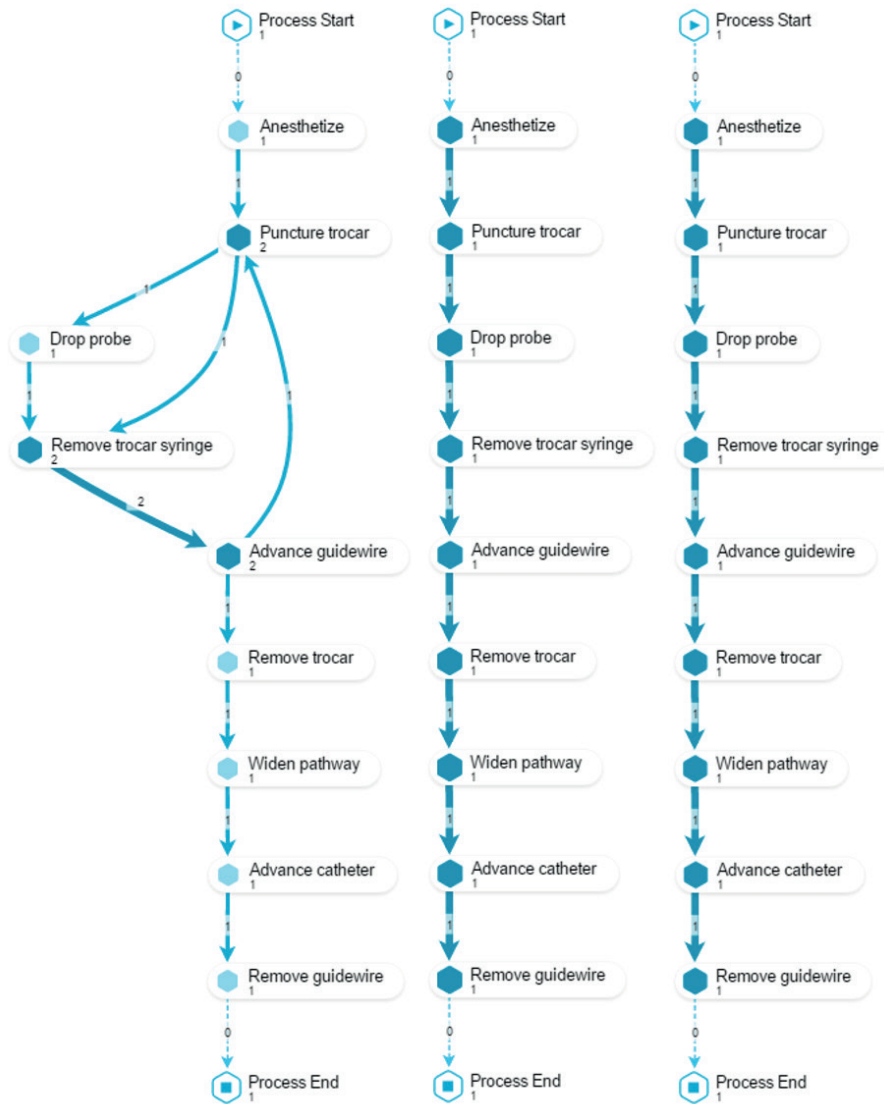 Process Start
1
0
Anesthetize
1
1
Puncture trocar
2
1
1
1
Drop probe
1
1
Remove trocar syringe
2
2
Advance guidewire
2
1
Remove trocar
1
1
Widen pathway
1
1
Advance catheter
1
1
Remove guidewire
1
0
Process End
1
Process Start
1
0
Anesthetize
1
1
Puncture trocar
1
1
Drop probe
1
1
Remove trocar syringe
1
1
Advance guidewire
1
1
Remove trocar
1
1
Widen pathway
1
1
Advance catheter
1
1
Remove guidewire
1
0
Process End
1
Process Start
1
0
Anesthetize
1
1
Puncture trocar
1
1
Drop probe
1
1
Remove trocar syringe
1
1
Advance guidewire
1
1
Remove trocar
1
1
Widen pathway
1
1
Advance catheter
1
1
Remove guidewire
1
0
Process End
1